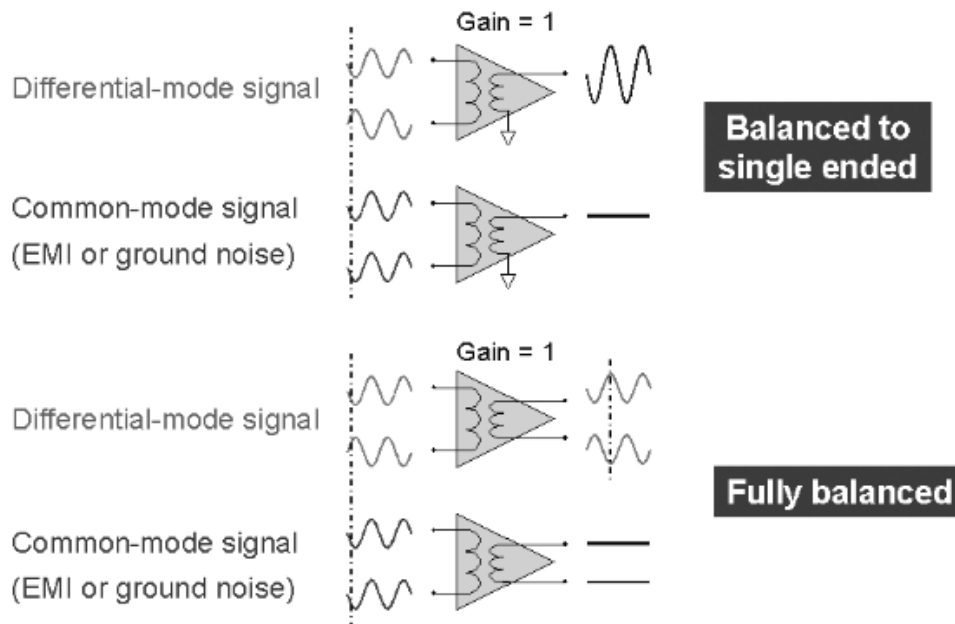 Gain = 1
Differential-mode signal
Balanced to
single ended
Common-mode signal
(EMI or ground noise)
Gain = 1
Differential-mode signal
Fully balanced
Common-mode signal
(EMI or ground noise)